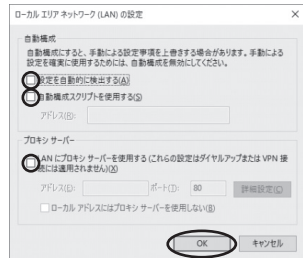 ローカル エリア ネットワーク (LAN) の設定
自動構成
自動構成にすると、手動による設定事項を上書きする場合があります。手動による
設定を確実に使用するためには、自動構成を無効にしてください。
設定を自動的に検出する(A)
自動構成スクリプトを使用する(S)
アドレス(R):
プロキシ サーバー
LAN にプロキシ サーバーを使用する (これらの設定はダイヤルアップまたは VPN 接
続には適用されません)(X)
アドレス(E): ポート(T): 80 詳細設定(C)
ローカル アドレスにはプロキシ サーバーを使用しない(B)
OK キャンセル